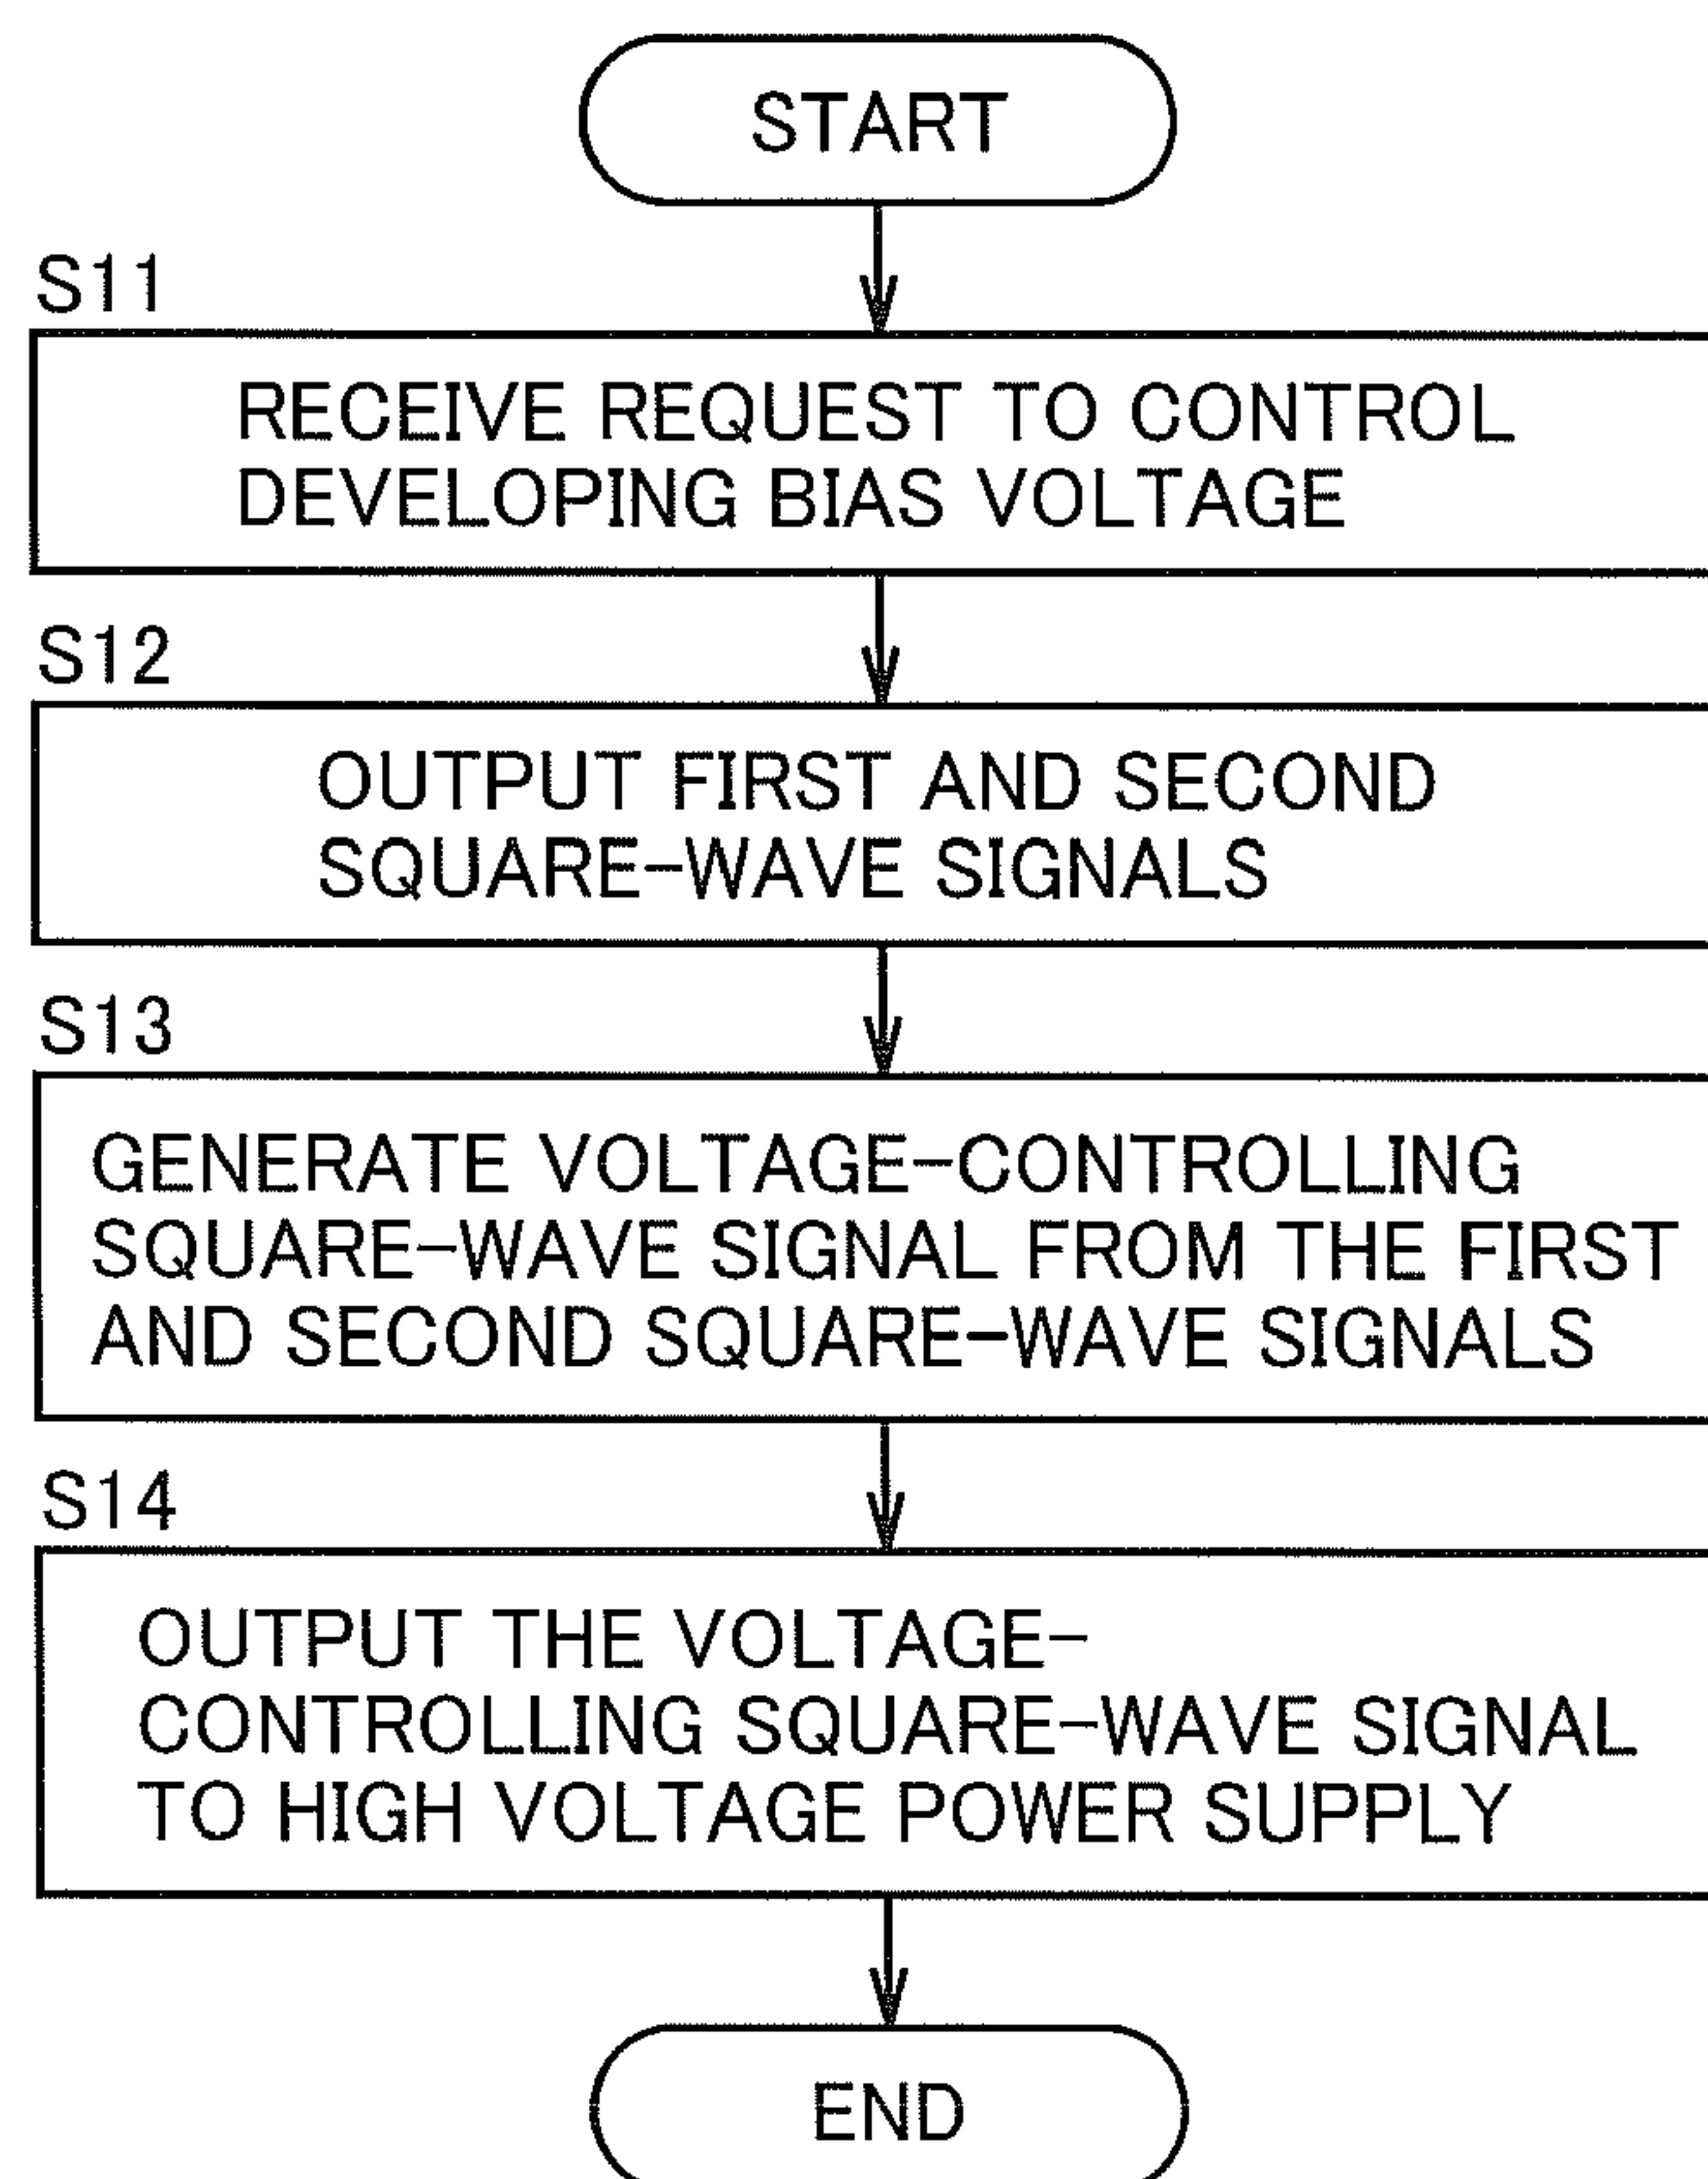 START
S11
RECEIVE REQUEST TO CONTROL
DEVELOPING BIAS VOLTAGE
S12
OUTPUT FIRST AND SECOND
SQUARE-WAVE SIGNALS
S13
GENERATE VOLTAGE-CONTROLLING
SQUARE-WAVE SIGNAL FROM THE FIRST
AND SECOND SQUARE-WAVE SIGNALS
S14
OUTPUT THE VOLTAGE-
CONTROLLING SQUARE-WAVE SIGNAL
TO HIGH VOLTAGE POWER SUPPLY
END